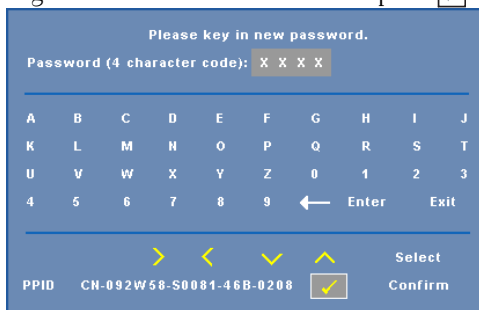 Please key in new password.
Password (4 character code): X X X X
A B C D E F G H I J
K L M N O P Q R S T
U V W X Y Z 0 1 2 3
4 5 6 7 8 9 ← Enter Exit
Select
PPID CN-092W58-S0081-46B-0208 ✓ Confirm